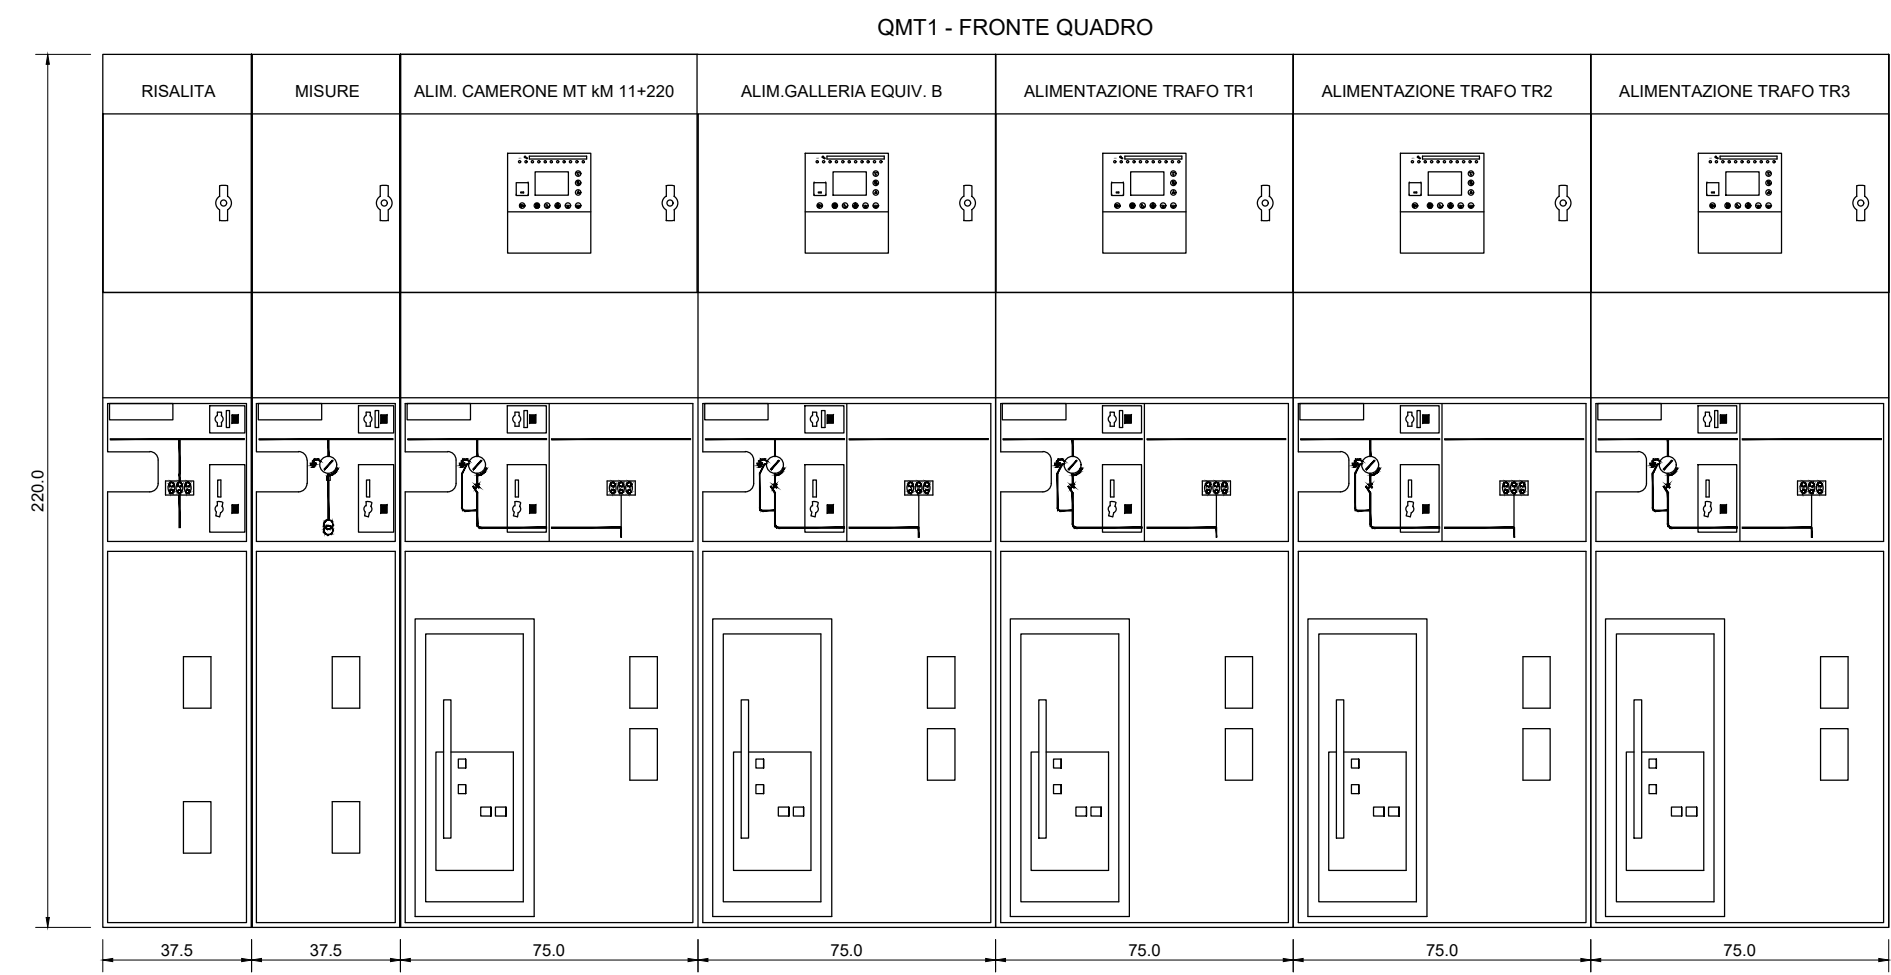 QMT1 - FRONTE QUADRO
RISALITA
MISURE
ALIM. CAMERONE MT kM 11+220
ALIM.GALLERIA EQUIV. B
ALIMENTAZIONE TRAFO TR1
ALIMENTAZIONE TRAFO TR2
ALIMENTAZIONE TRAFO TR3
220.0
37.5
37.5
75.0
75.0
75.0
75.0
75.0